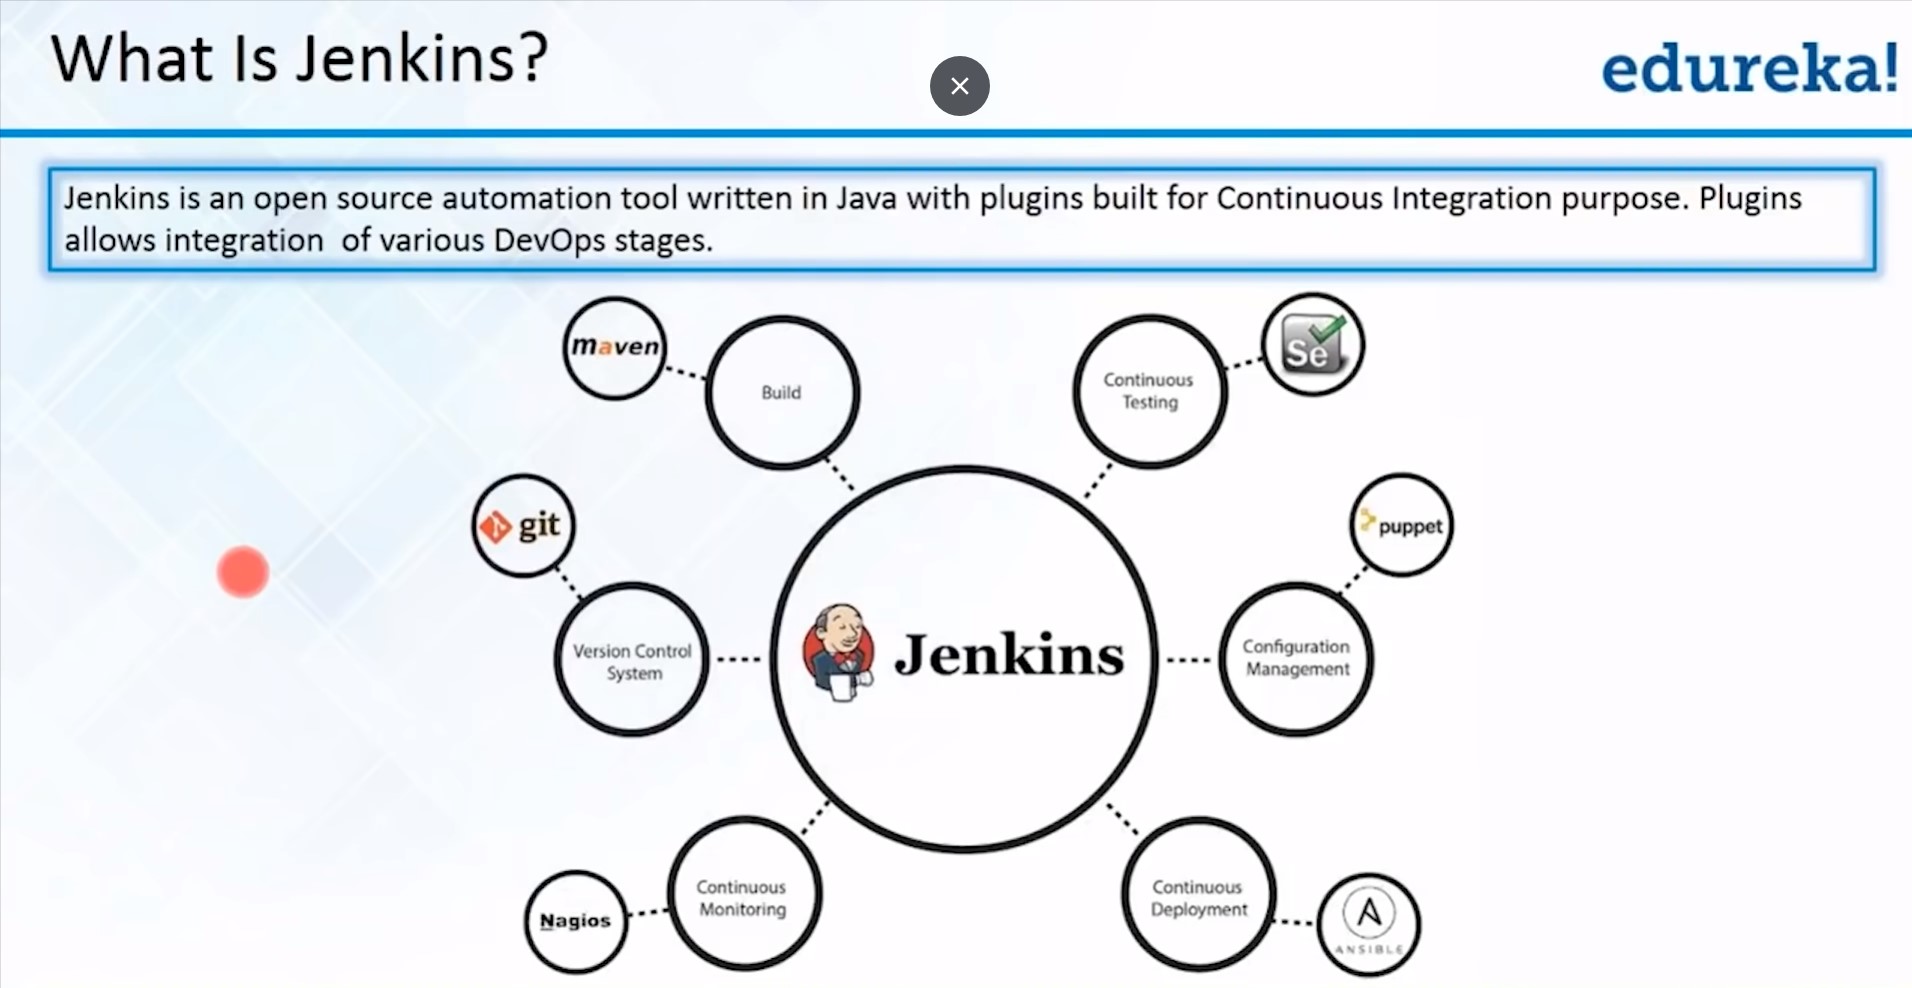 What Is Jenkins?
edureka!
Jenkins is an open source automation tool written in Java with plugins built for Continuous Integration purpose. Plugins
allows integration  of various DevOps stages.
maven
Build
Continuous
Testing
Se
git
puppet
Version Control
System
Jenkins
Configuration
Management
Continuous
Monitoring
Nagios
Continuous
Deployment
A
ANSIBLE